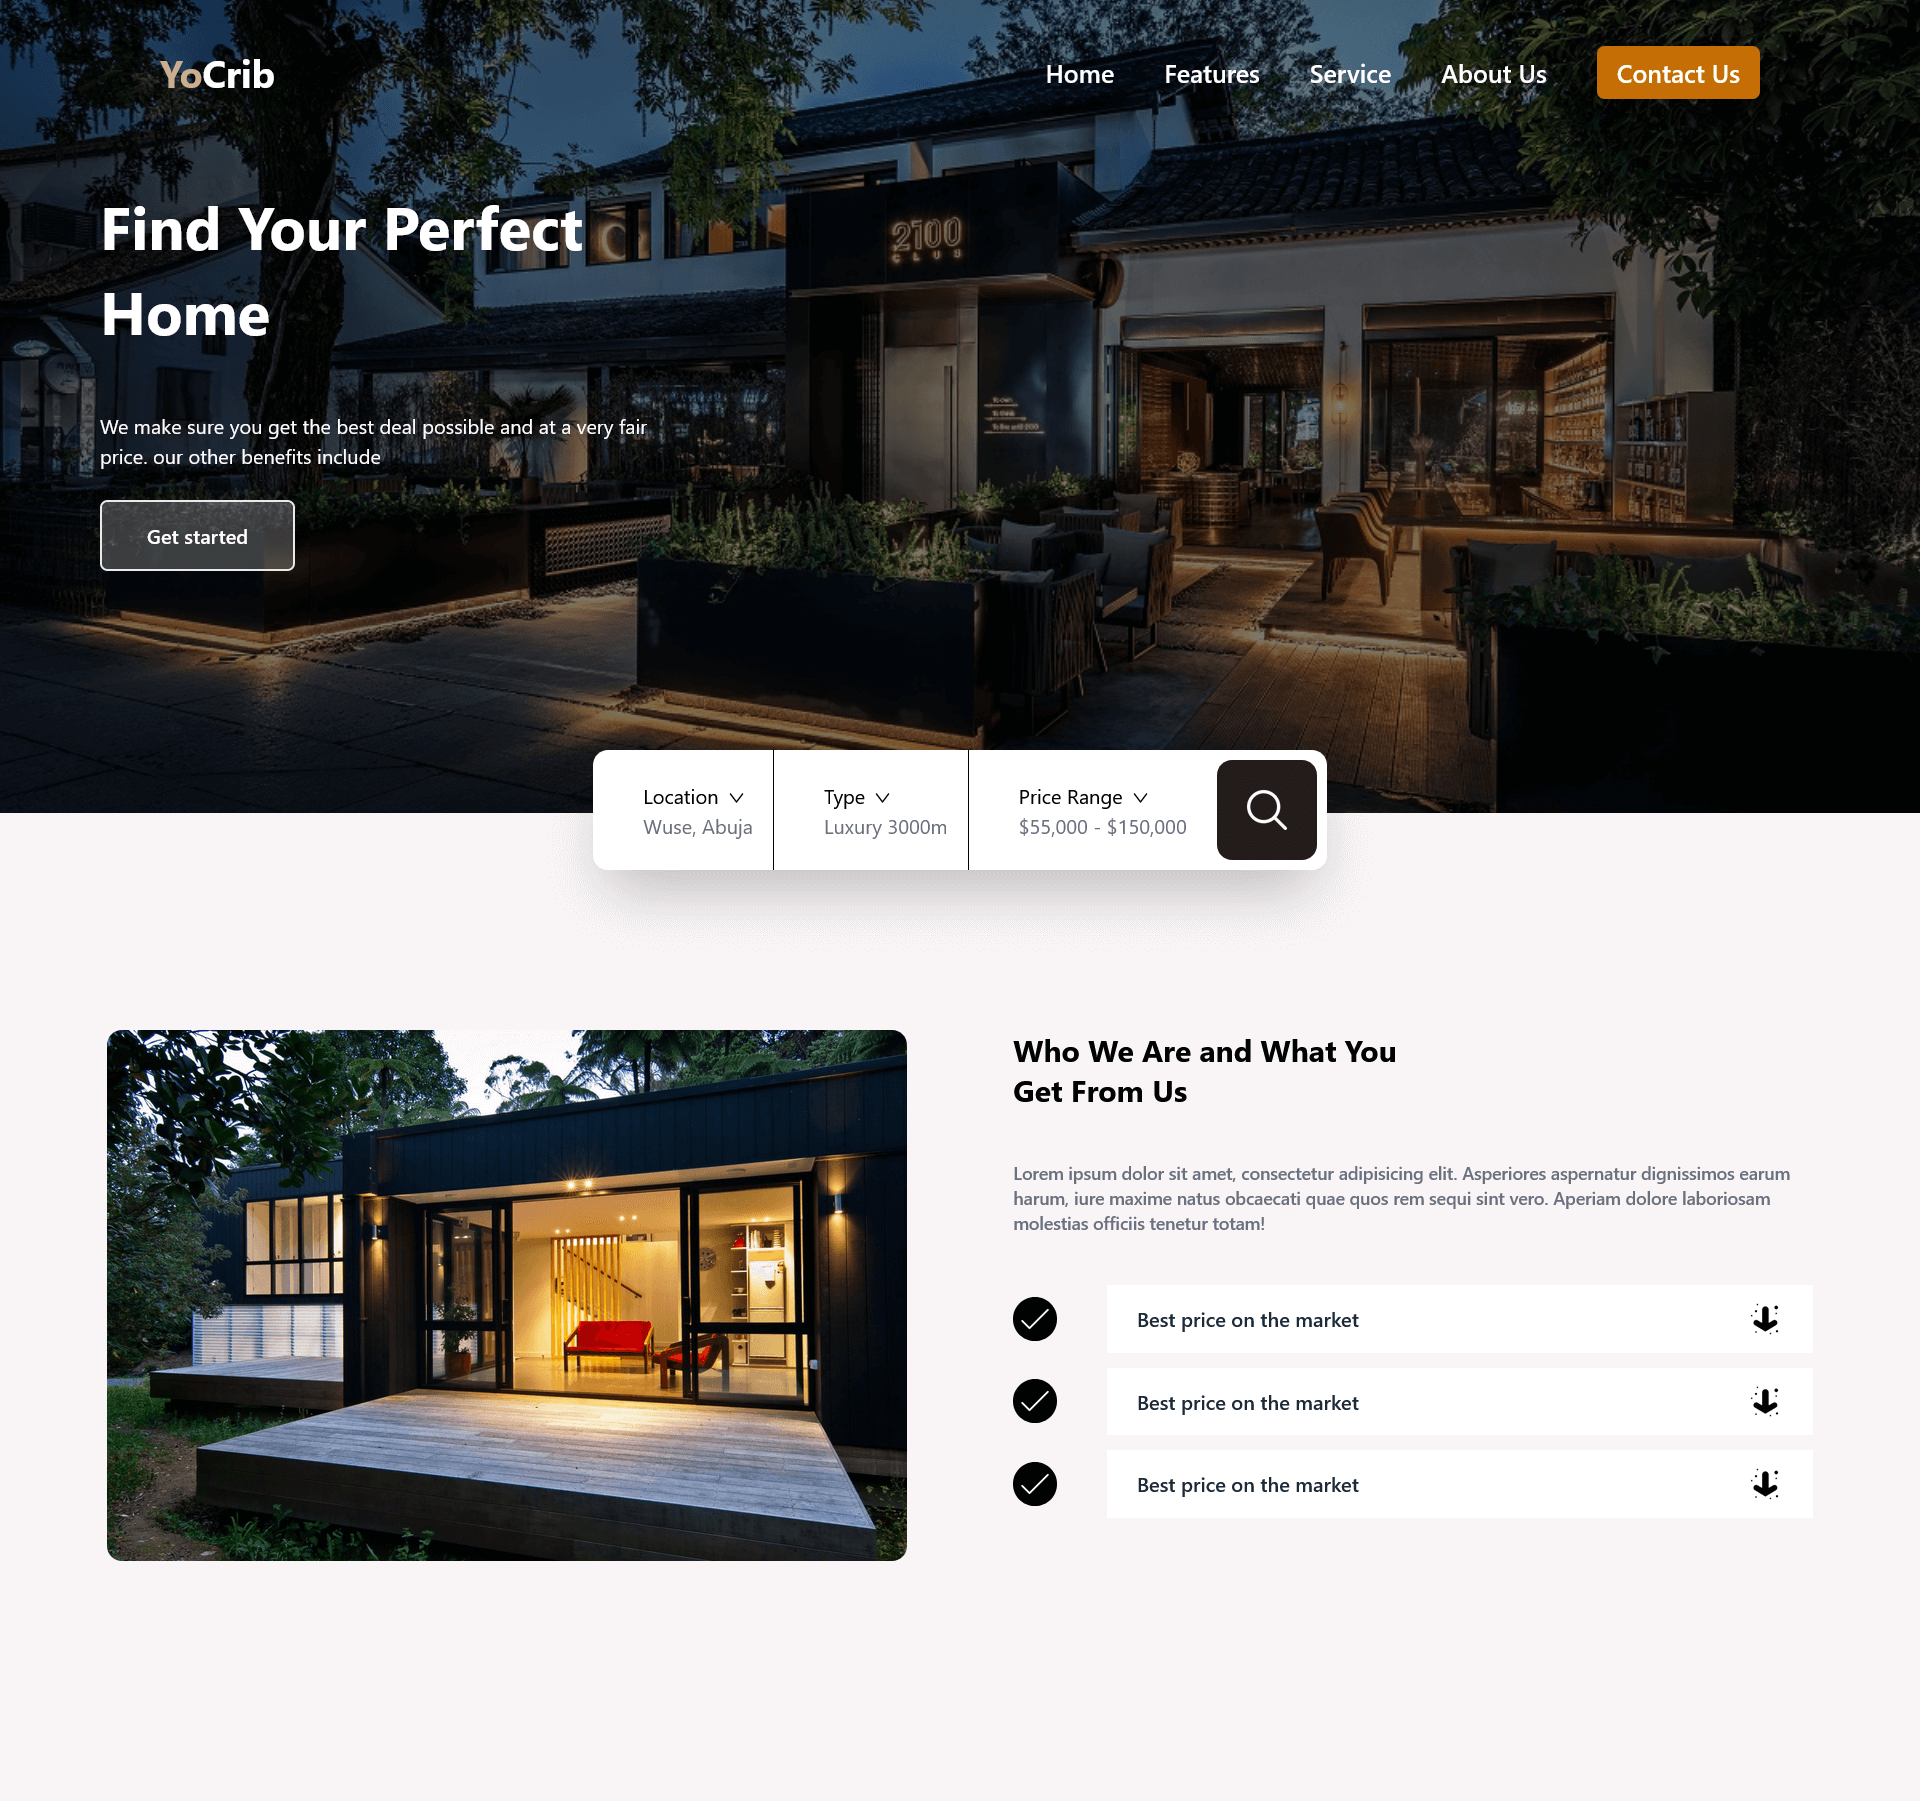 YoCrib
Home Features Service About Us Contact Us
Find Your Perfect
Home
2100
CLUB
We make sure you get the best deal possible and at a very fair
price. our other benefits include
Get started
Location Type Price Range
Wuse, Abuja Luxury 3000m $55,000 - $150,000
Who We Are and What You
Get From Us
Lorem ipsum dolor sit amet, consectetur adipisicing elit. Asperiores aspernatur dignissimos earum
harum, iure maxime natus obcaecati quae quos rem sequi sint vero. Aperiam dolore laboriosam
molestias officiis tenetur totam!
Best price on the market
Best price on the market
Best price on the market